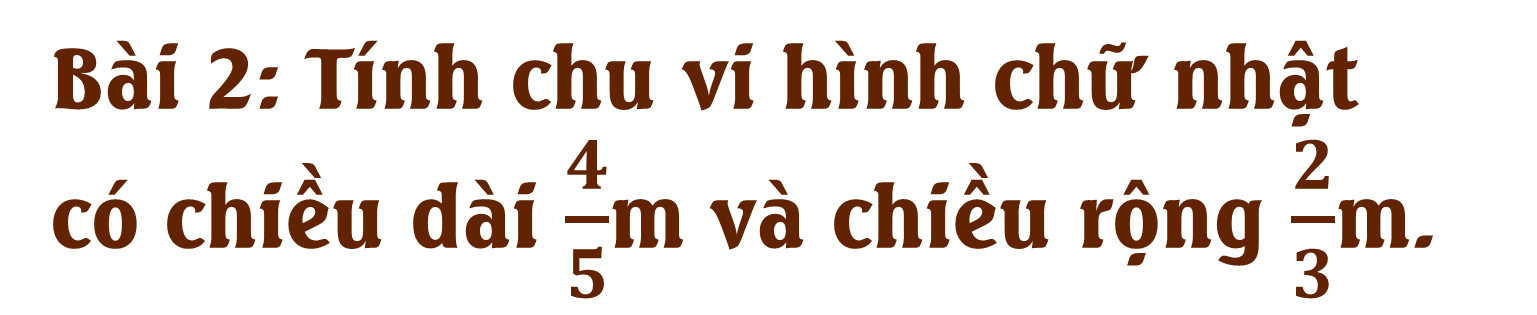 Bài 2: Tính chu vi hình chữ nhật
có chiều dài 4/5m và chiều rộng 2/3m.